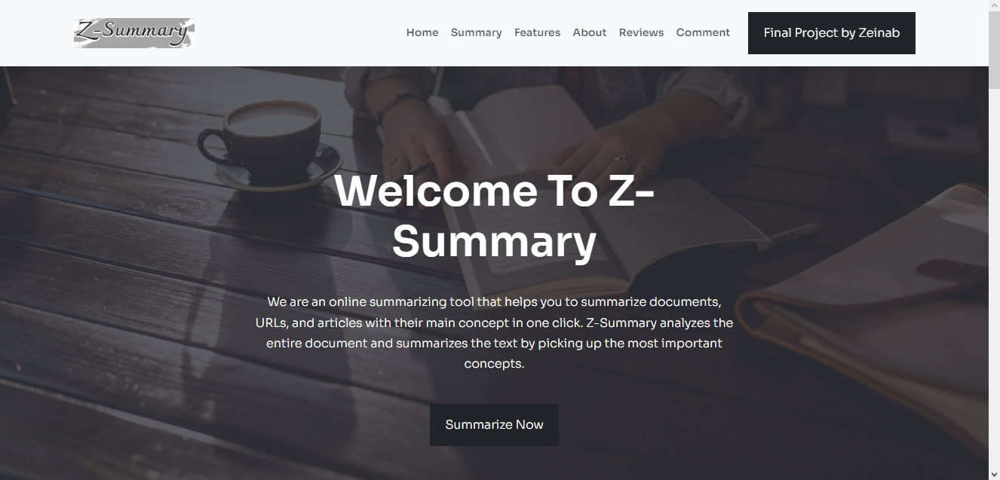 Z-Summary
Home Summary Features About Reviews Comment Final Project by Zeinab
Welcome To Z-
Summary
We are an online summarizing tool that helps you to summarize documents,
URLs, and articles with their main concept in one click. Z-Summary analyzes the
entire document and summarizes the text by picking up the most important
concepts.
Summarize Now